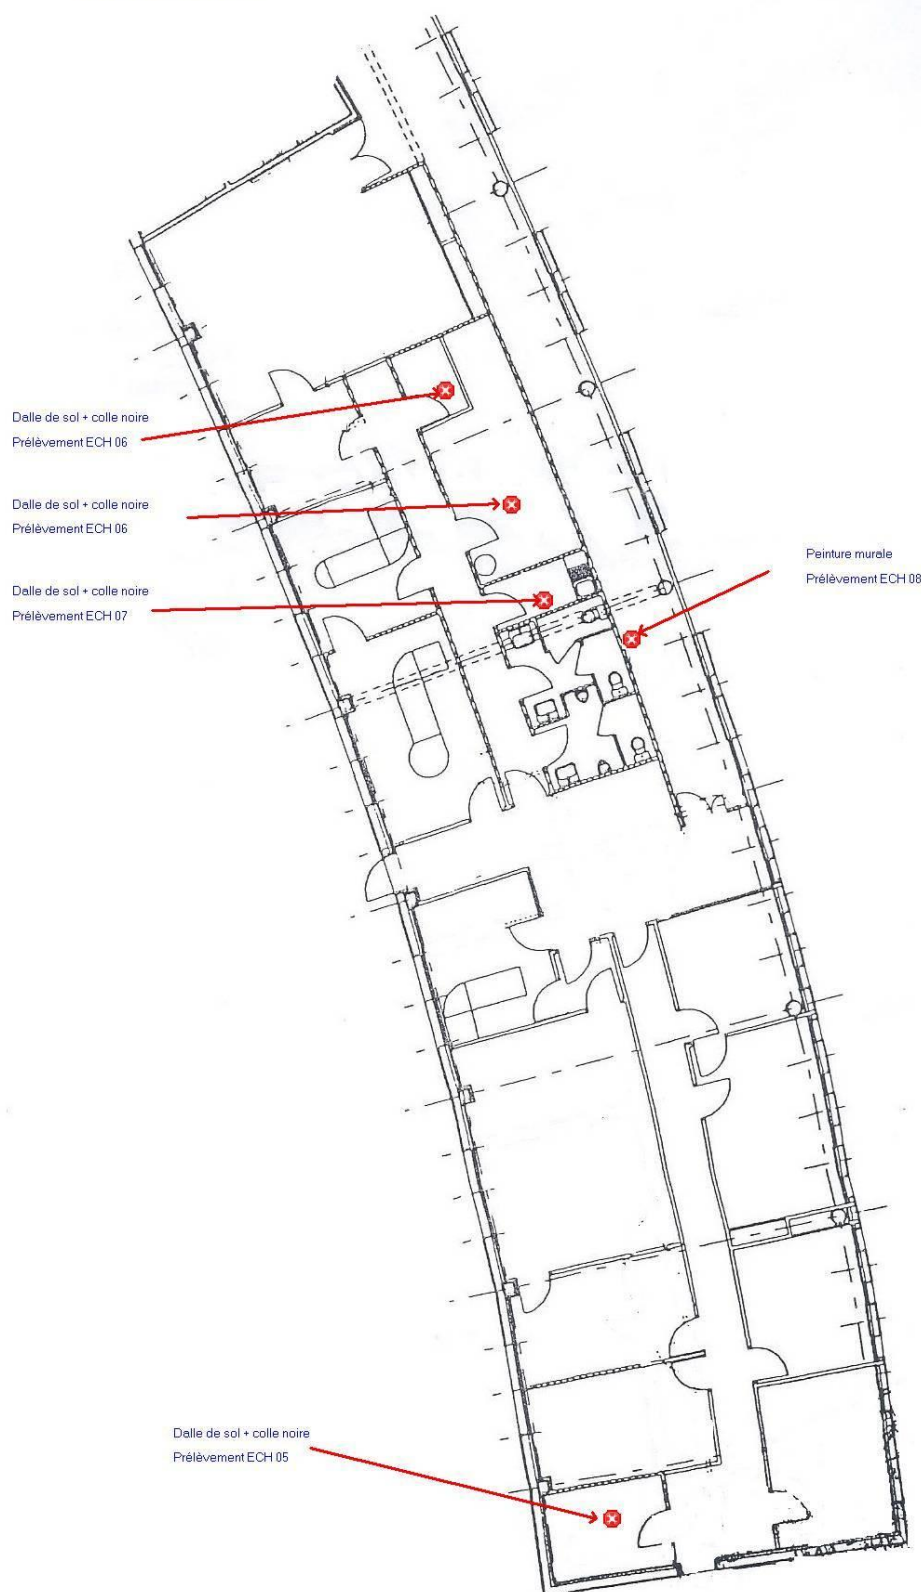 Dalle de sol + colle noire
Prélèvement ECH 06
Dalle de sol + colle noire
Prélèvement ECH 06
Dalle de sol + colle noire
Prélèvement ECH 07
Peinture murale
Prélèvement ECH 08
Dalle de sol + colle noire
Prélèvement ECH 05